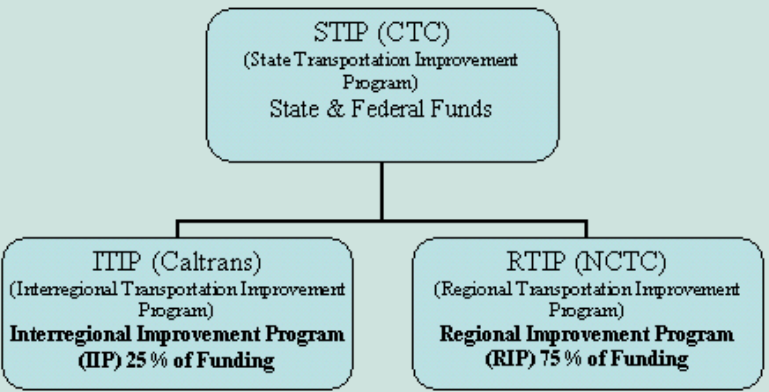 STIP (CTC)
(State Transportation Improvement
Program)
State & Federal Funds
ITIP (Caltrans)
(Interregional Transportation Improvement
Program)
Interregional Improvement Program
(IIP) 25 % of Funding
RTIP (NCTC)
(Regional Transportation Improvement
Program)
Regional Improvement Program
(RIP) 75 % of Funding